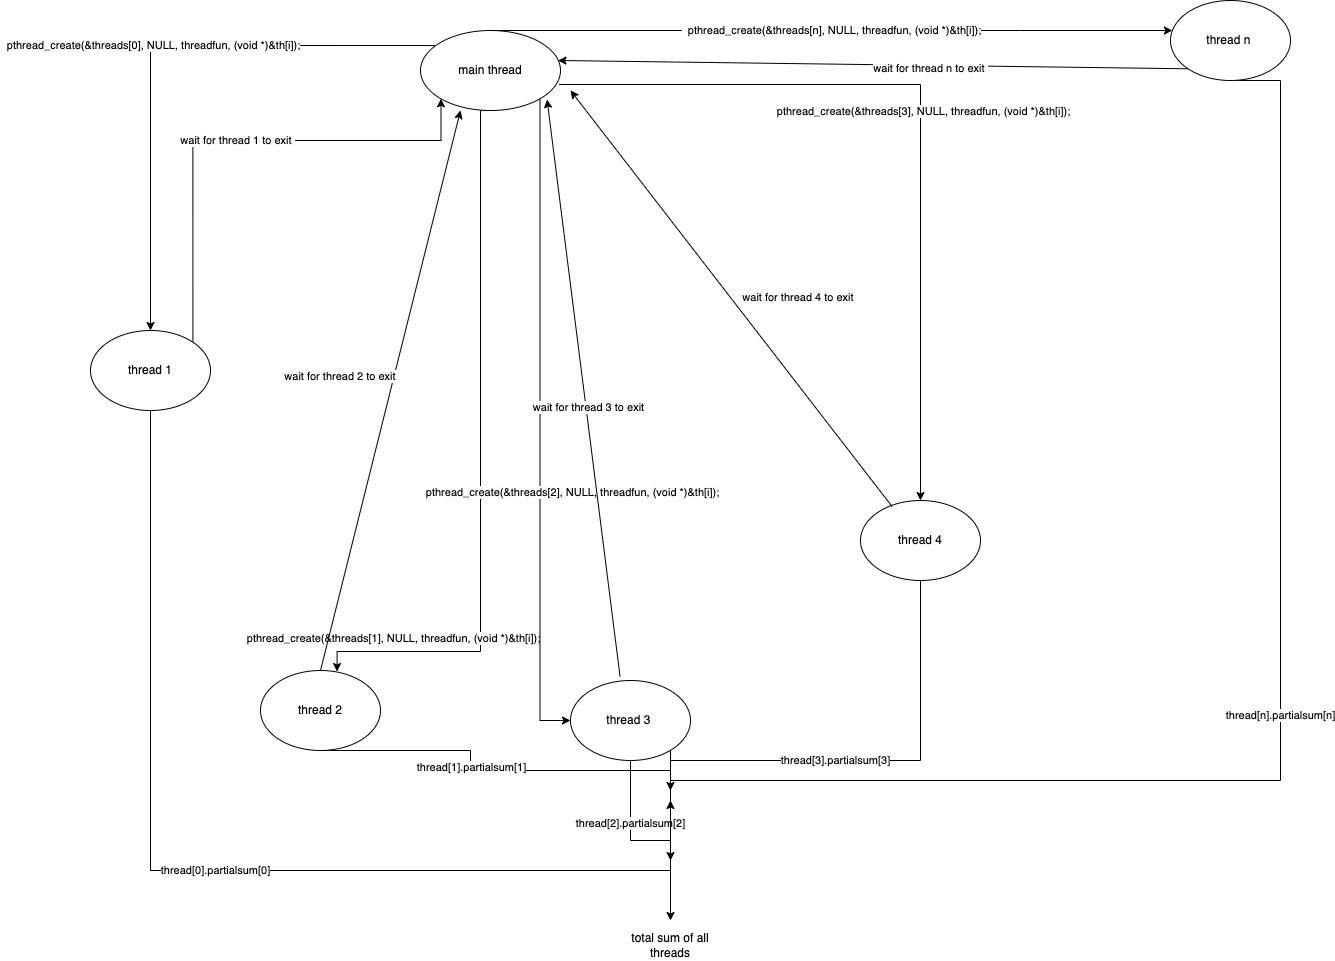 pthread_create(&threads[n], NULL, threadfun, (void *)&th[i]);
thread n
pthread_create(&threads[0], NULL, threadfun, (void *)&th[i]);
main thread
wait for thread n to exit
pthread_create(&threads[3], NULL, threadfun, (void *)&th[i]);
wait for thread 1 to exit
wait for thread 4 to exit
thread 1
wait for thread 2 to exit
wait for thread 3 to exit
pthread_create(&threads[2], NULL, threadfun, (void *)&th[i]);
thread 4
pthread_create(&threads[1], NULL, threadfun, (void *)&th[i]);
thread 2
thread 3
thread[n].partialsum[n]
thread[3].partialsum[3]
thread[1].partialsum[1]
thread[2].partialsum[2]
thread[0].partialsum[0]
total sum of all
threads